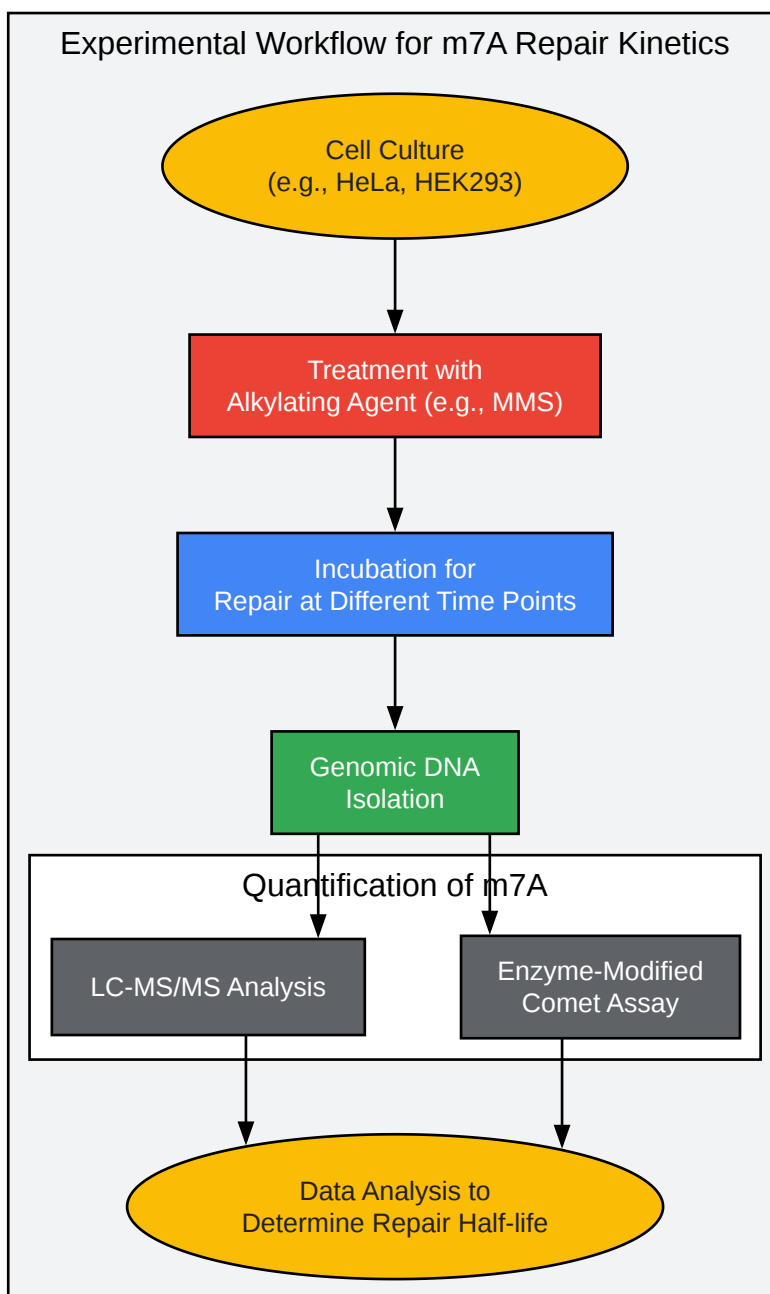 Experimental Workflow for m7A Repair Kinetics
Cell Culture
(e.g., HeLa, HEK293)
Treatment with
Alkylating Agent (e.g., MMS)
Incubation for
Repair at Different Time Points
Genomic DNA
Isolation
Quantification of m7A
LC-MS/MS Analysis
Enzyme-Modified
Comet Assay
Data Analysis to
Determine Repair Half-life